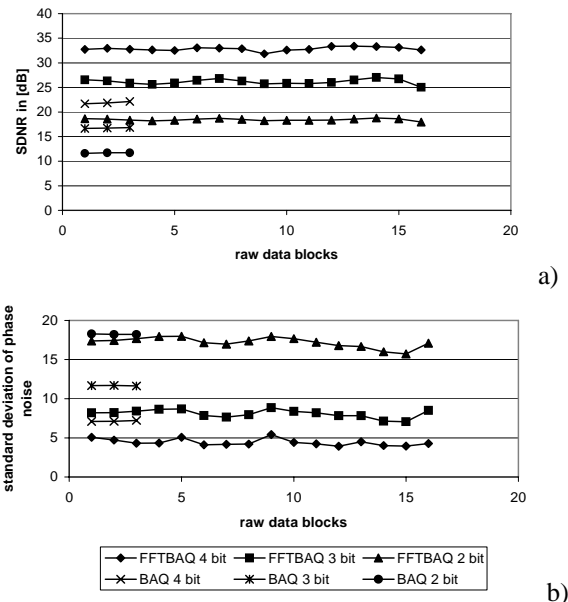 40
35
30
25
20
15
10
5
0
SDNR in [dB]
0 5 10 15 20
raw data blocks
a)
20
15
10
5
0
standard deviation of phase
noise
0 5 10 15 20
raw data blocks
FFTBAQ 4 bit FFTBAQ 3 bit FFTBAQ 2 bit
BAQ 4 bit BAQ 3 bit BAQ 2 bit
b)